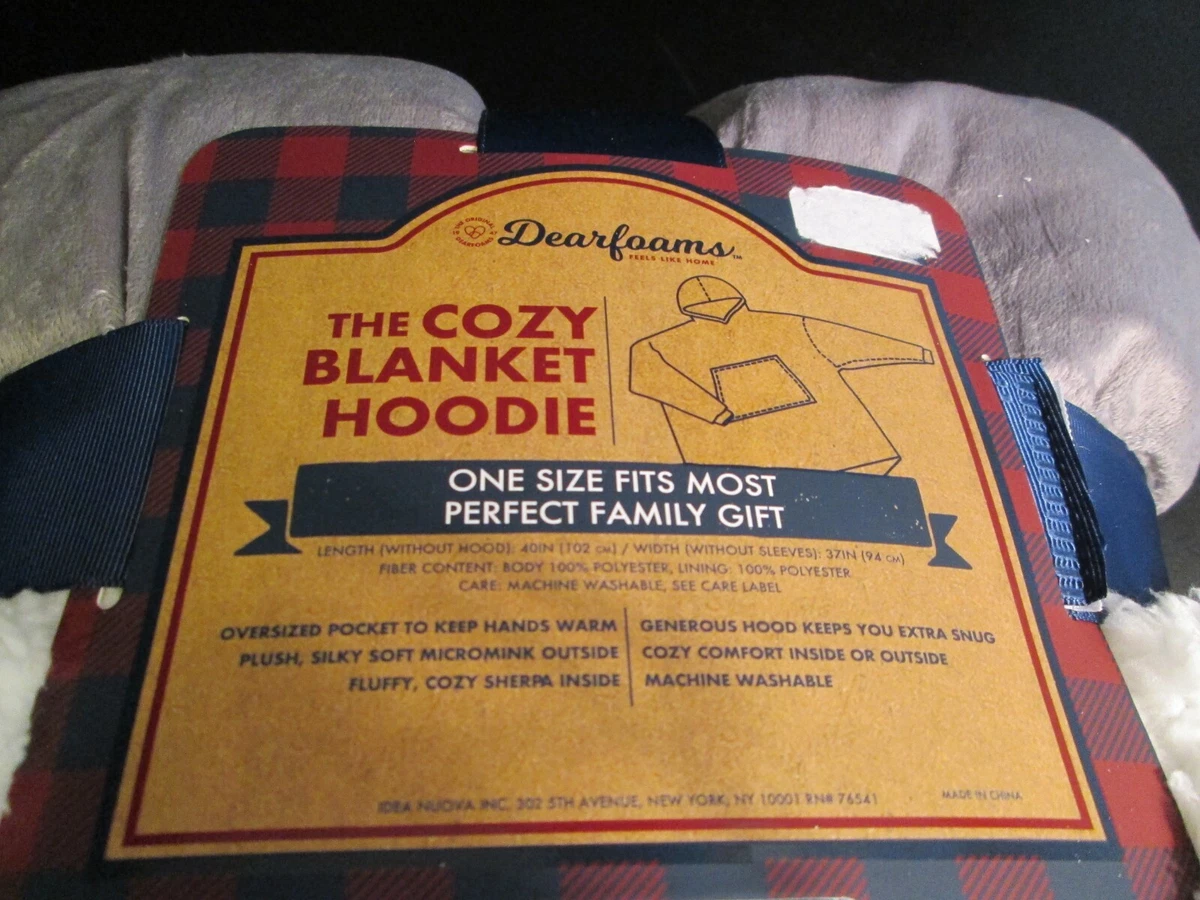 THE ORIGINAL
DEARFOAMS
Dearfoams™
FEELS LIKE HOME
THE COZY
BLANKET
HOODIE
ONE SIZE FITS MOST
PERFECT FAMILY GIFT
LENGTH (WITHOUT HOOD): 40IN (102 CM) / WIDTH (WITHOUT SLEEVES): 37IN (94 CM)
FIBER CONTENT: BODY 100% POLYESTER, LINING: 100% POLYESTER
CARE: MACHINE WASHABLE, SEE CARE LABEL
OVERSIZED POCKET TO KEEP HANDS WARM
PLUSH, SILKY SOFT MICROMINK OUTSIDE
FLUFFY, COZY SHERPA INSIDE
GENEROUS HOOD KEEPS YOU EXTRA SNUG
COZY COMFORT INSIDE OR OUTSIDE
MACHINE WASHABLE
IDEA NUOVA INC. 302 5TH AVENUE, NEW YORK, NY 10001 RN# 76541
MADE IN CHINA